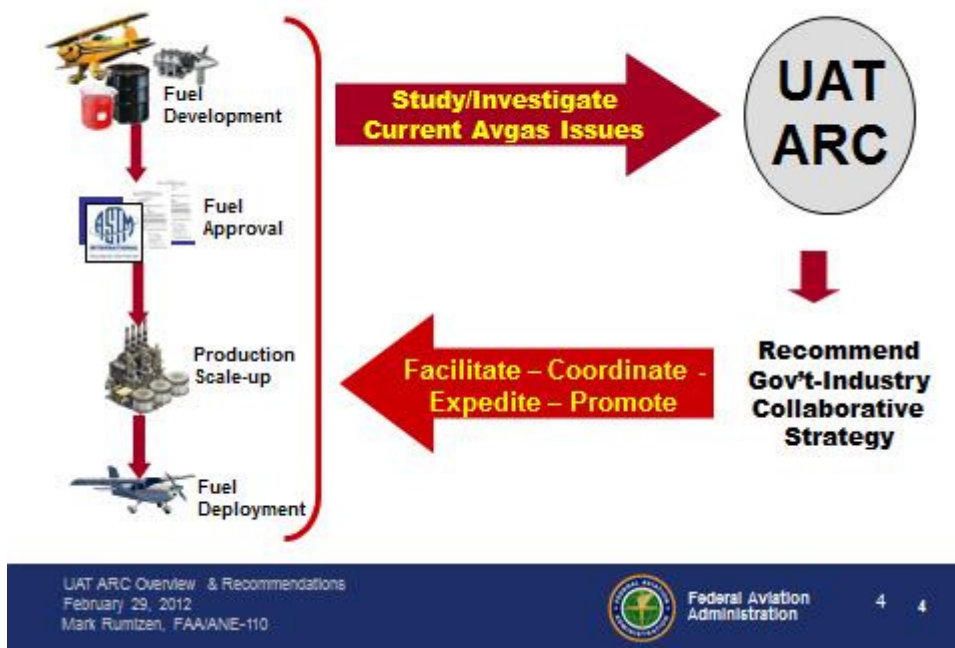 Fuel
Development
Fuel
Approval
ASTM
INTERNATIONAL
Production
Scale-up
Fuel
Deployment
Study/Investigate
Current Avgas Issues
UAT
ARC
Recommend
Gov't-Industry
Collaborative
Strategy
Facilitate – Coordinate -
Expedite – Promote
UAT ARC Overview & Recommendations
February 29, 2012
Mark Rumizen, FAA/ANE-110
Federal Aviation
Administration
4
4